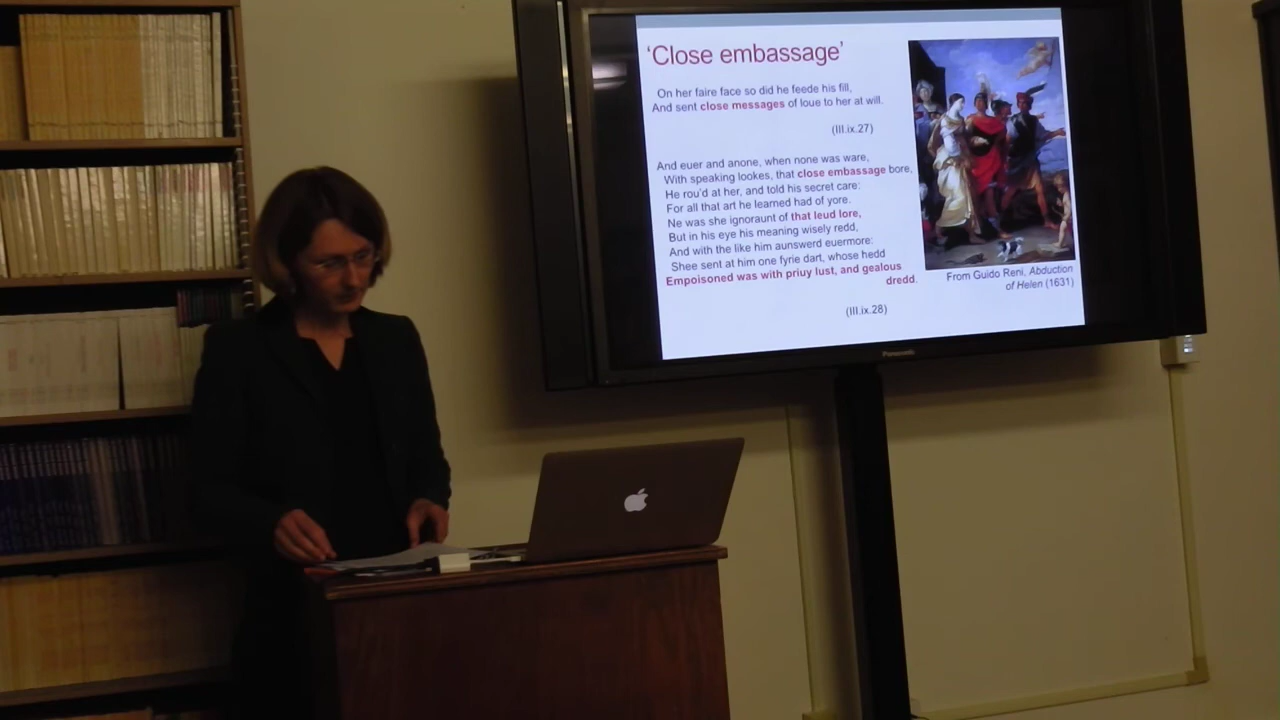 'Close embassage'
On her faire face so did he feede his fill,
And sent close messages of loue to her at will.
(III.ix.27)
And euer and anone, when none was ware,
With speaking lookes, that close embassage bore,
He rou'd at her, and told his secret care:
For all that art he learned had of yore.
Ne was she ignoraunt of that leud lore,
But in his eye his meaning wisely redd,
And with the like him aunswerd euermore:
Shee sent at him one fyrie dart, whose hedd
Empoisoned was with priuy lust, and gealous
dredd.
(III.ix.28)
From Guido Reni, Abduction
of Helen (1631)
Panasonic